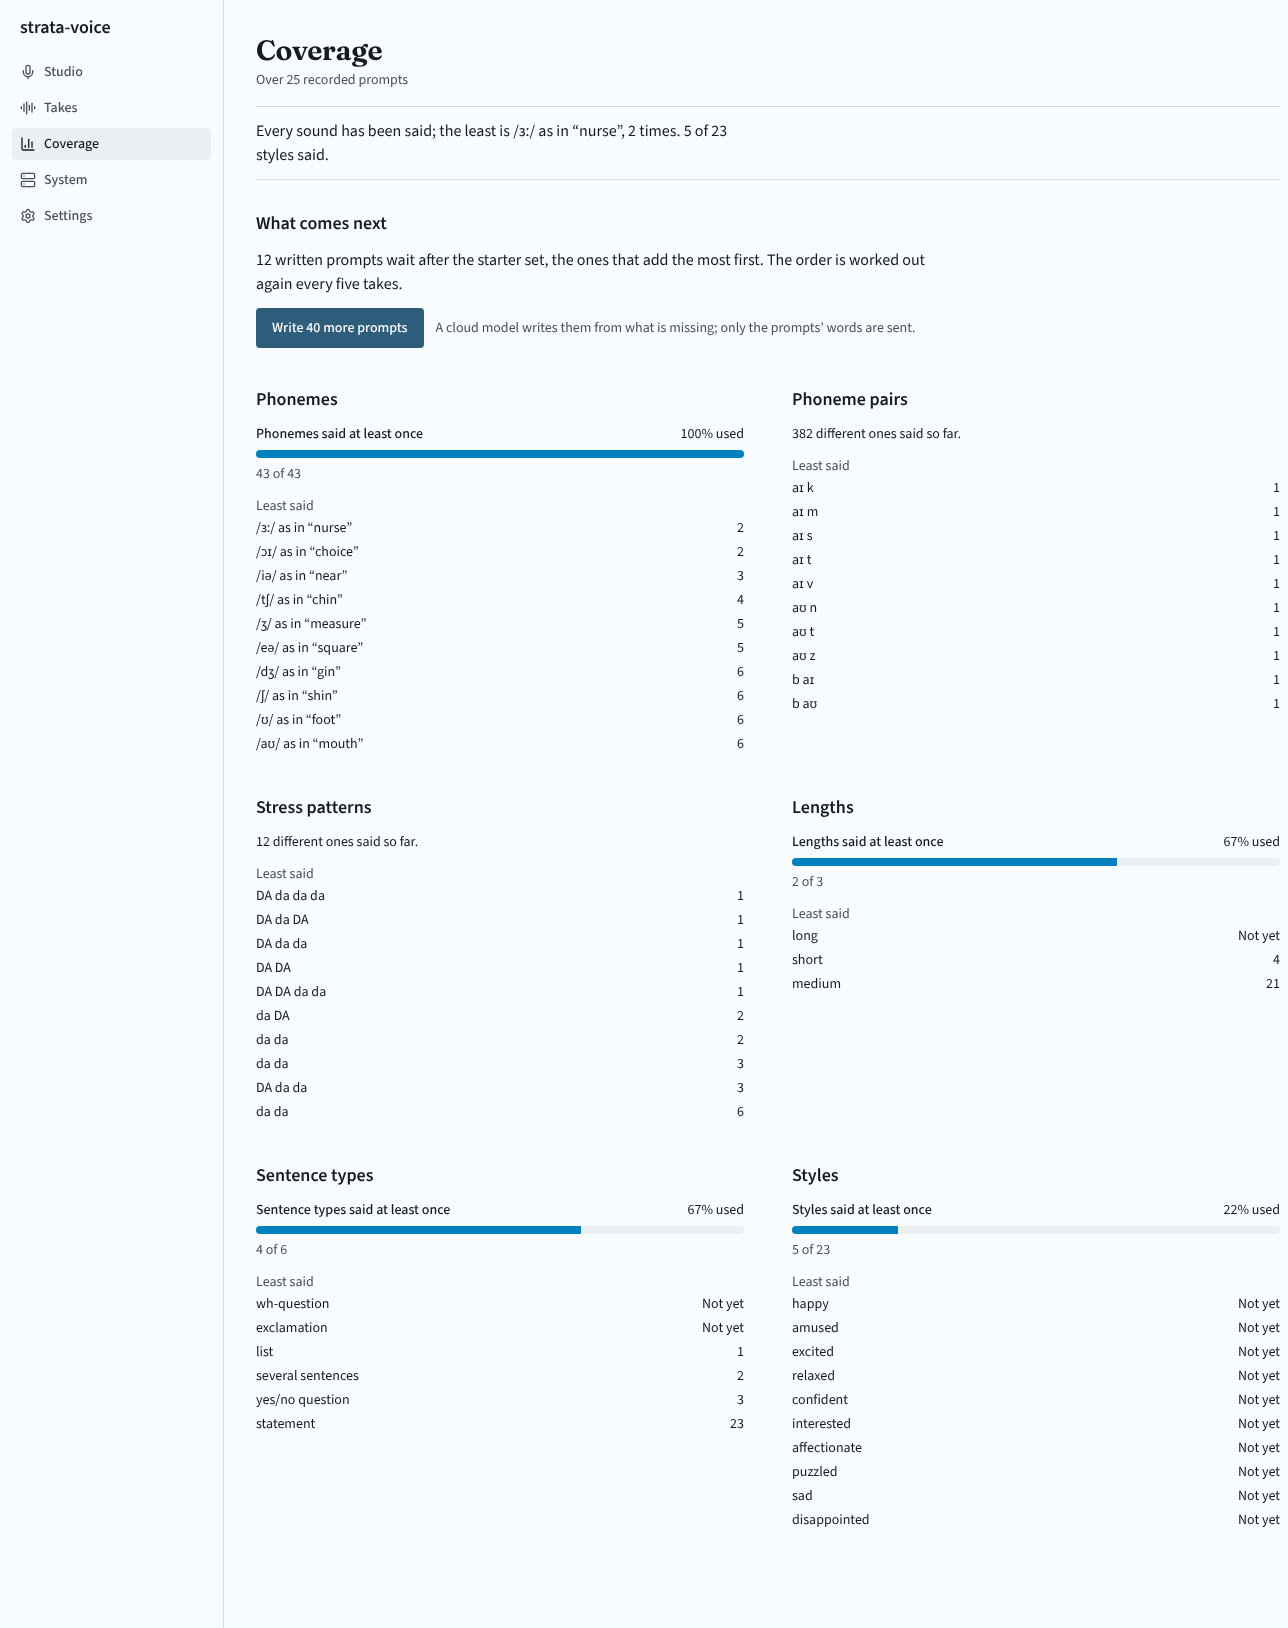 strata-voice
Studio
Takes
Coverage
System
Settings
Coverage
Over 25 recorded prompts
Every sound has been said; the least is /ɜː/ as in “nurse”, 2 times. 5 of 23
styles said.
What comes next
12 written prompts wait after the starter set, the ones that add the most first. The order is worked out
again every five takes.
Write 40 more prompts
A cloud model writes them from what is missing; only the prompts’ words are sent.
Phonemes
Phonemes said at least once 100% used
43 of 43
Least said
/ɜː/ as in “nurse” 2
/ɔɪ/ as in “choice” 2
/iə/ as in “near” 3
/tʃ/ as in “chin” 4
/ʒ/ as in “measure” 5
/eə/ as in “square” 5
/dʒ/ as in “gin” 6
/ʃ/ as in “shin” 6
/ʊ/ as in “foot” 6
/aʊ/ as in “mouth” 6
Phoneme pairs
382 different ones said so far.
Least said
aɪ k 1
aɪ m 1
aɪ s 1
aɪ t 1
aɪ v 1
aʊ n 1
aʊ t 1
aʊ z 1
b aɪ 1
b aʊ 1
Stress patterns
12 different ones said so far.
Least said
DA da da da 1
DA da DA 1
DA da da 1
DA DA 1
DA DA da da 1
da DA 2
da da 2
da da 3
DA da da 3
da da 6
Lengths
Lengths said at least once 67% used
2 of 3
Least said
long Not yet
short 4
medium 21
Sentence types
Sentence types said at least once 67% used
4 of 6
Least said
wh-question Not yet
exclamation Not yet
list 1
several sentences 2
yes/no question 3
statement 23
Styles
Styles said at least once 22% used
5 of 23
Least said
happy Not yet
amused Not yet
excited Not yet
relaxed Not yet
confident Not yet
interested Not yet
affectionate Not yet
puzzled Not yet
sad Not yet
disappointed Not yet